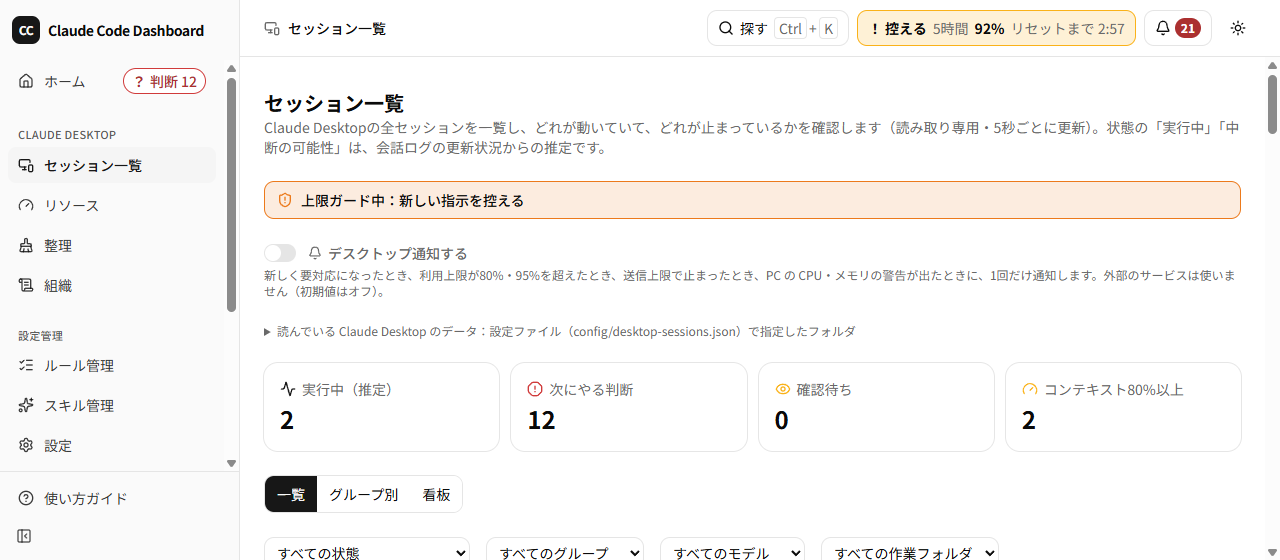 CC Claude Code Dashboard
ホーム ? 判断 12
CLAUDE DESKTOP
セッション一覧
リソース
整理
組織
設定管理
ルール管理
スキル管理
設定
使い方ガイド
セッション一覧
探す Ctrl + K
! 控える 5時間 92% リセットまで 2:57
21
セッション一覧
Claude Desktopの全セッションを一覧し、どれが動いていて、どれが止まっているかを確認します（読み取り専用・5秒ごとに更新）。状態の「実行中」「中
断の可能性」は、会話ログの更新状況からの推定です。
上限ガード中：新しい指示を控える
デスクトップ通知する
新しく要対応になったとき、利用上限が80%・95%を超えたとき、送信上限で止まったとき、PC の CPU・メモリの警告が出たときに、1回だけ通知します。外部のサービスは使いま
せん（初期値はオフ）。
▶ 読んでいる Claude Desktop のデータ：設定ファイル（config/desktop-sessions.json）で指定したフォルダ
実行中（推定）
2
次にやる判断
12
確認待ち
0
コンテキスト80%以上
2
一覧 グループ別 看板
すべての状態 すべてのグループ すべてのモデル すべての作業フォルダ